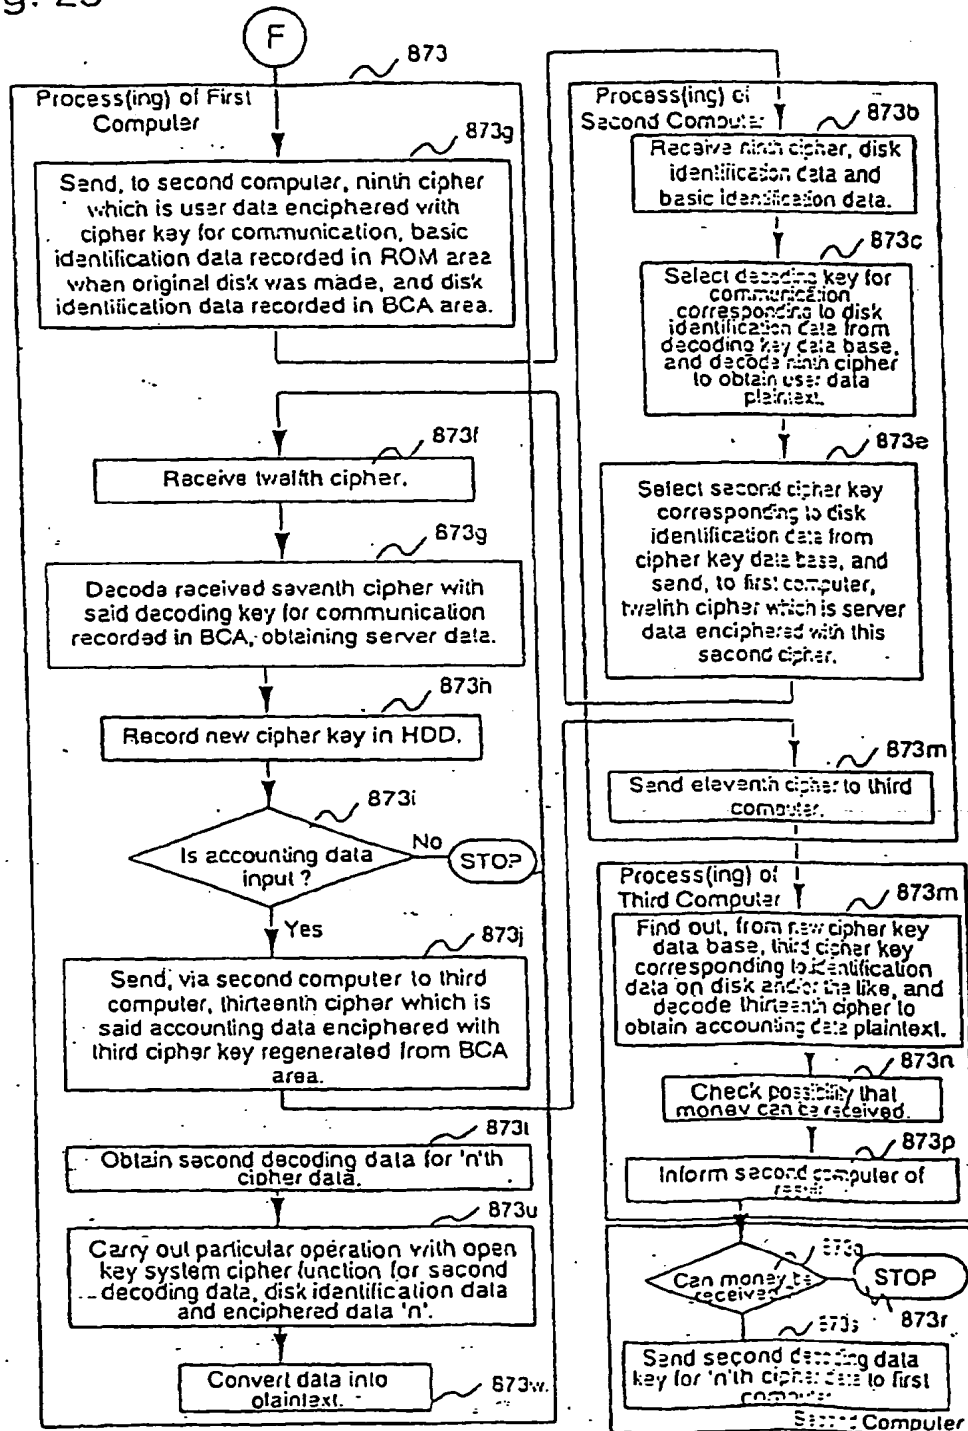 g. 23
F
873
Process(ing) of First
Computer
873g
Send, to second computer, ninth cipher
which is user data enciphered with
cipher key for communication, basic
identification data recorded in ROM area
when original disk was made, and disk
identification data recorded in BCA area.
873f
Receive twelfth cipher.
873g
Decode received seventh cipher with
said decoding key for communication
recorded in BCA, obtaining server data.
873h
Record new cipher key in HDD.
873i
Is accounting data
input ?
No
STOP
Yes
873j
Send, via second computer to third
computer, thirteenth cipher which is
said accounting data enciphered with
third cipher key regenerated from BCA
area.
873t
Obtain second decoding data for 'n'th
cipher data.
873u
Carry out particular operation with open
key system cipher function for second
decoding data, disk identification data
and enciphered data 'n'.
Convert data into
plaintext.
873w.
Process(ing) of
Second Computer
873b
Receive ninth cipher, disk
identification data and
basic identification data.
873c
Select decoding key for
communication
corresponding to disk
identification data from
decoding key data base,
and decode ninth cipher
to obtain user data
plaintext.
873e
Select second cipher key
corresponding to disk
identification data from
cipher key data base, and
send, to first computer,
twelfth cipher which is server
data enciphered with this
second cipher.
873m
Send eleventh cipher to third
computer.
Process(ing) of
Third Computer
873m
Find out, from new cipher key
data base, third cipher key
corresponding to identification
data on disk and/or the like, and
decode thirteenth cipher to
obtain accounting data plaintext.
873n
Check possibility that
money can be received.
873p
Inform second computer of
873q
Can money be
received
STOP
873r
873s
Send second decoding data
key for 'n'th cipher data to first
computer
Second Computer